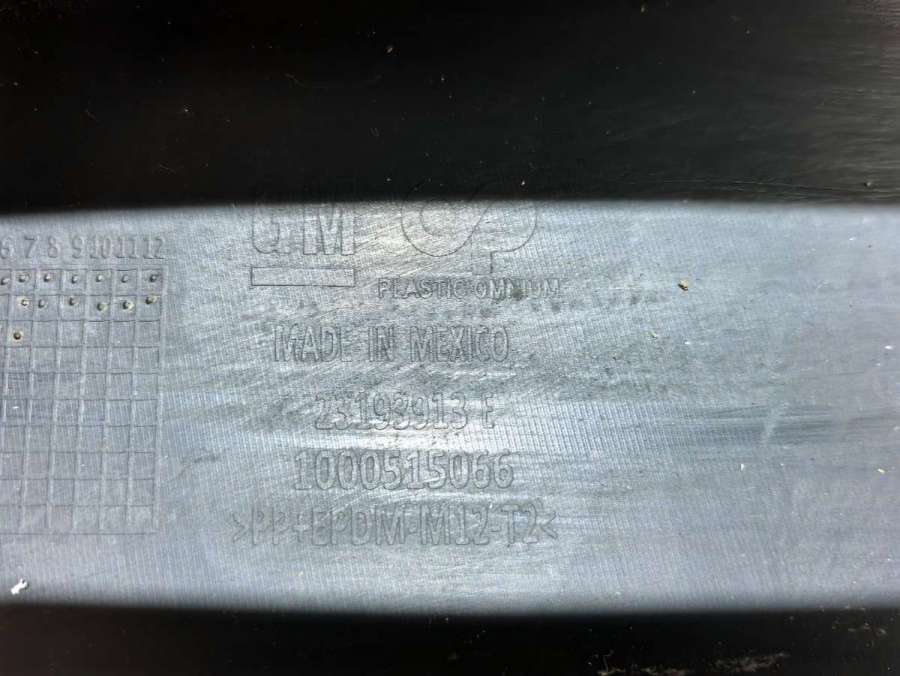 6 7 8 9 10 11 12
GM
PLASTIC OMNIUM
MADE IN MEXICO
23193913 E
1000515066
>PP+EPDM-M12-T2<